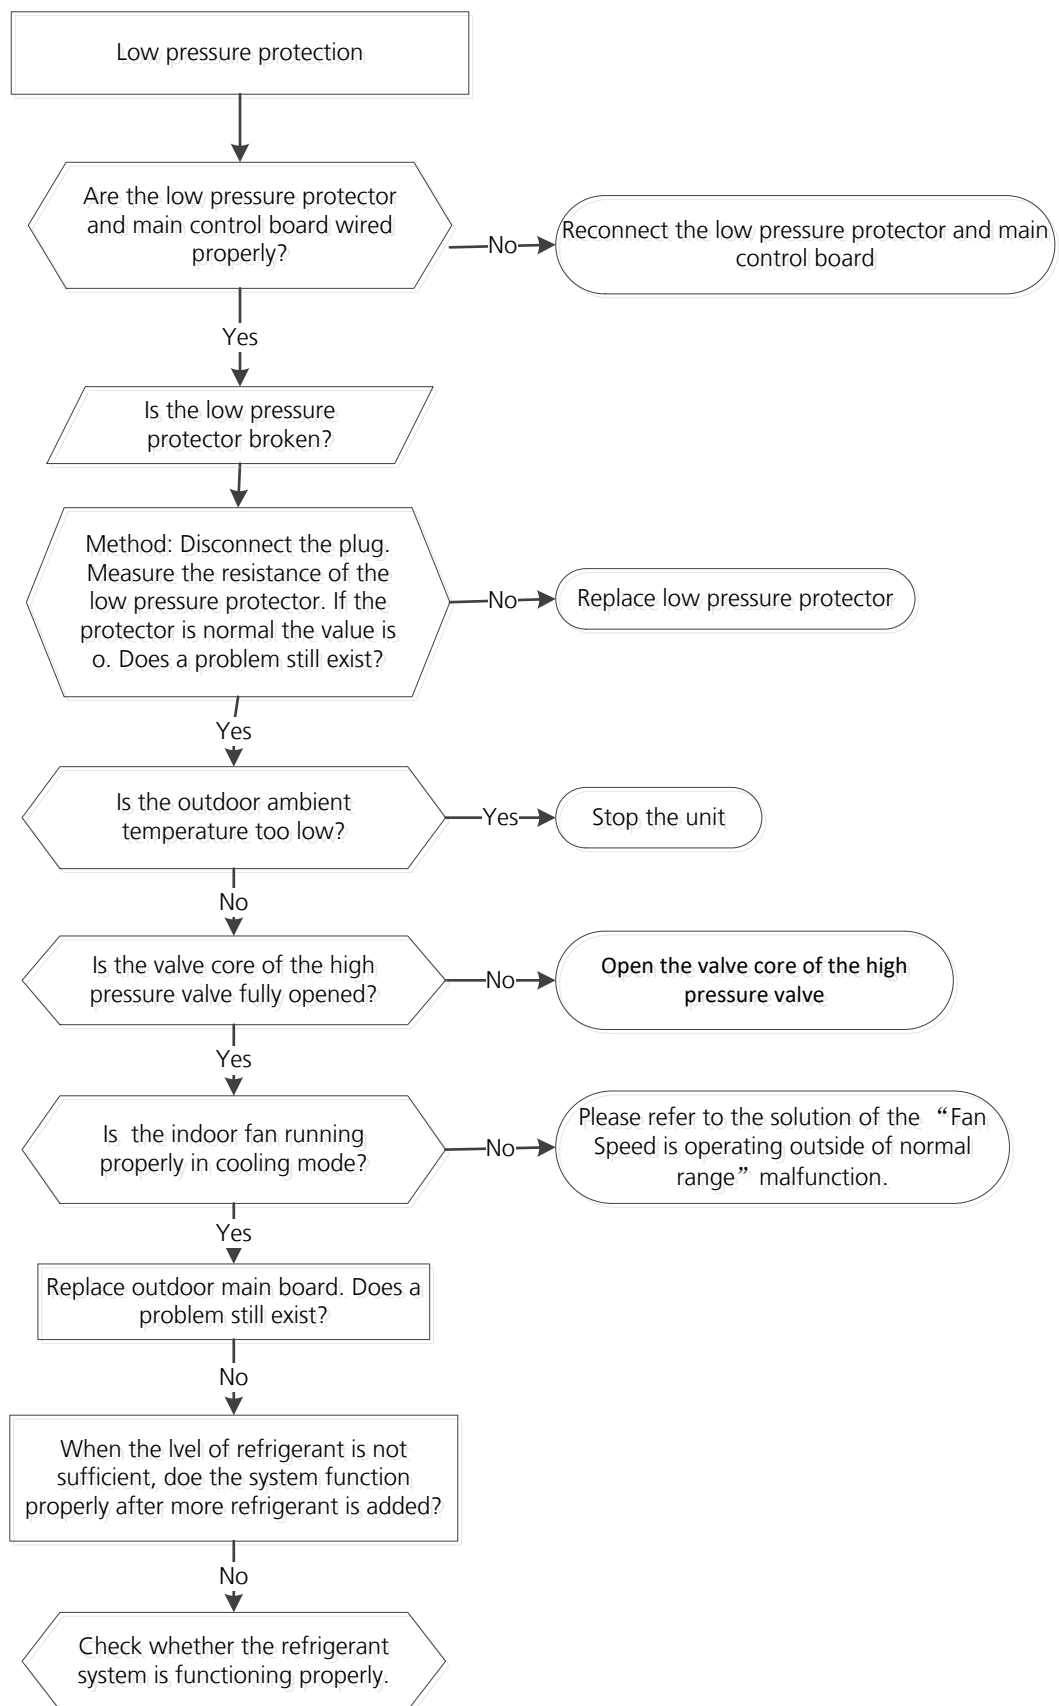 Low pressure protection
Are the low pressure protector
and main control board wired
properly?
No
Reconnect the low pressure protector and main
control board
Yes
Is the low pressure
protector broken?
Method: Disconnect the plug.
Measure the resistance of the
low pressure protector. If the
protector is normal the value is
o. Does a problem still exist?
No
Replace low pressure protector
Yes
Is the outdoor ambient
temperature too low?
Yes
Stop the unit
No
Is the valve core of the high
pressure valve fully opened?
No
Open the valve core of the high
pressure valve
Yes
Is the indoor fan running
properly in cooling mode?
No
Please refer to the solution of the “Fan
Speed is operating outside of normal
range” malfunction.
Yes
Replace outdoor main board. Does a
problem still exist?
No
When the lvel of refrigerant is not
sufficient, doe the system function
properly after more refrigerant is added?
No
Check whether the refrigerant
system is functioning properly.